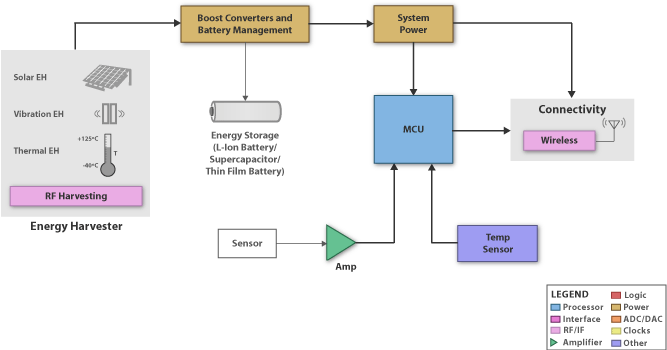 Boost Converters and
Battery Management
System
Power
Solar EH
Vibration EH
Thermal EH
+125°C
T
-40°C
RF Harvesting
Energy Harvester
Energy Storage
(L-Ion Battery/
Supercapacitor/
Thin Film Battery)
MCU
Connectivity
Wireless
Sensor
Amp
Temp
Sensor
LEGEND
Processor
Interface
RF/IF
Amplifier
Logic
Power
ADC/DAC
Clocks
Other